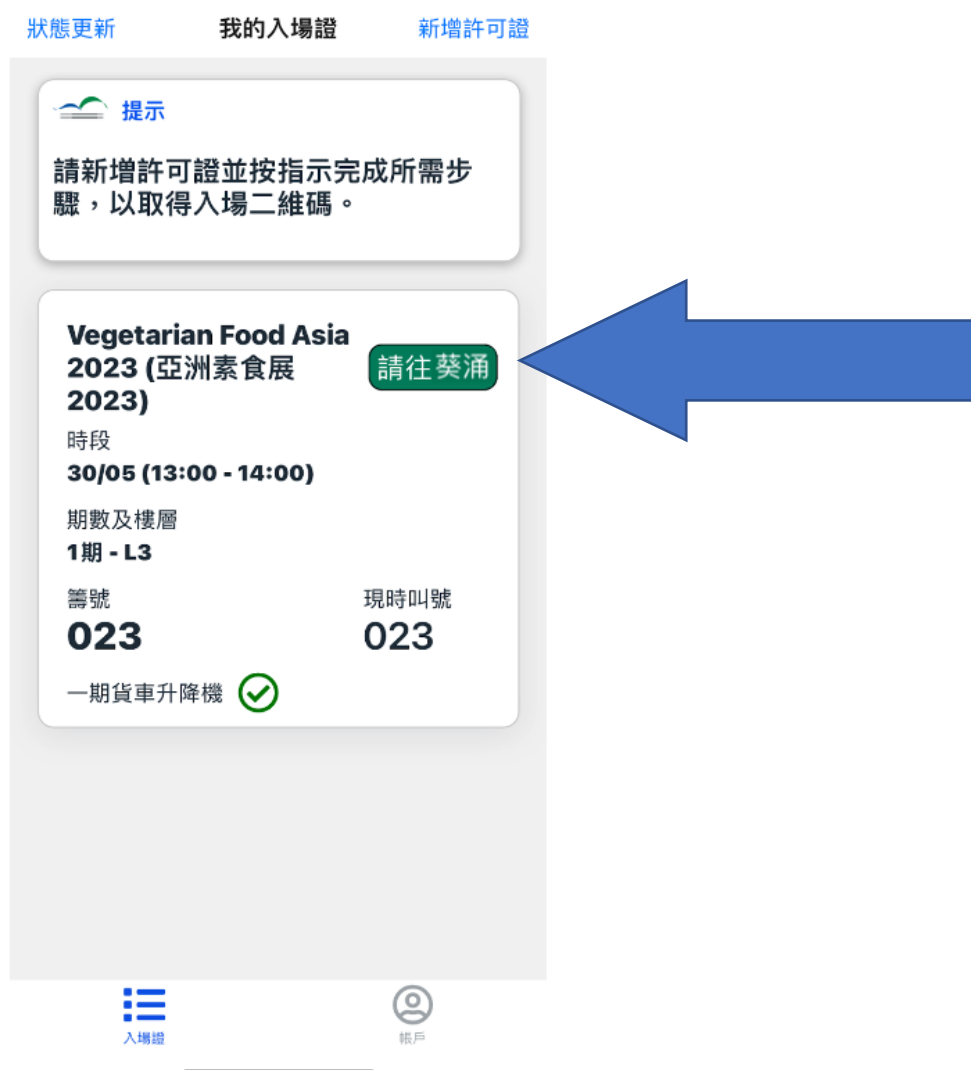 狀態更新 我的入場證 新增許可證
提示
請新增許可證並按指示完成所需步
驟，以取得入場二維碼。
Vegetarian Food Asia
2023 (亞洲素食展
2023)
請往葵涌
時段
30/05 (13:00 - 14:00)
期數及樓層
1期 - L3
籌號 現時叫號
023 023
一期貨車升降機
入場證 帳戶